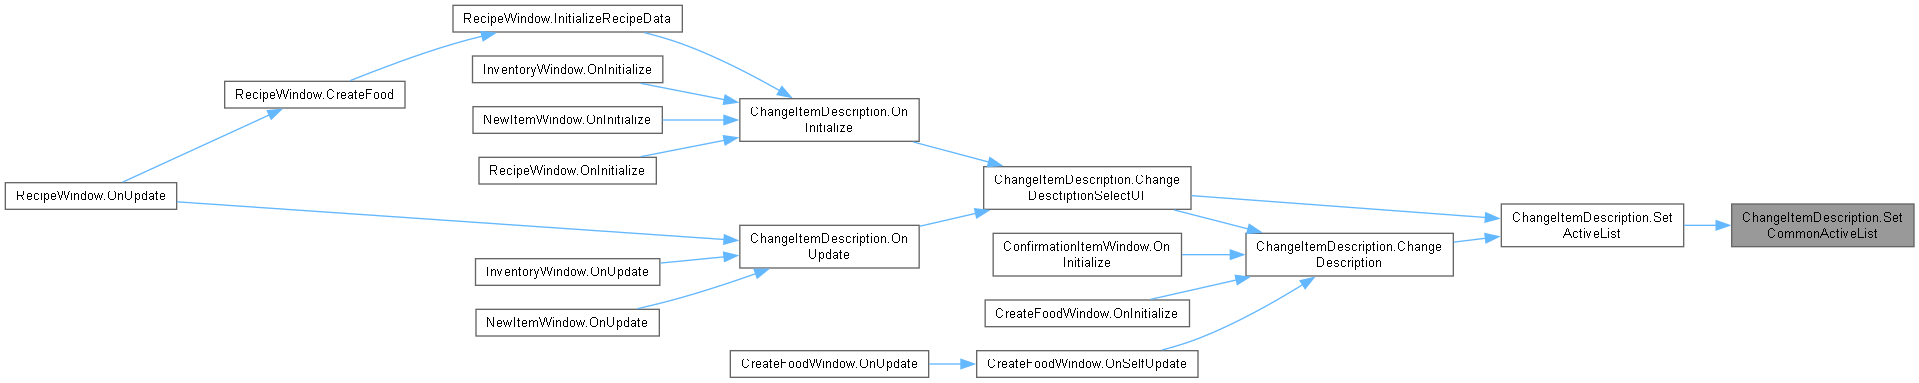 RecipeWindow.InitializeRecipeData
InventoryWindow.OnInitialize
RecipeWindow.CreateFood
ChangeItemDescription.On
Initialize
NewItemWindow.OnInitialize
RecipeWindow.OnInitialize
ChangeItemDescription.Change
DesctiptionSelectUI
RecipeWindow.OnUpdate
ChangeItemDescription.Set
ActiveList
ChangeItemDescription.Set
CommonActiveList
ChangeItemDescription.On
Update
ConfirmationItemWindow.On
Initialize
ChangeItemDescription.Change
Description
InventoryWindow.OnUpdate
CreateFoodWindow.OnInitialize
NewItemWindow.OnUpdate
CreateFoodWindow.OnUpdate
CreateFoodWindow.OnSelfUpdate